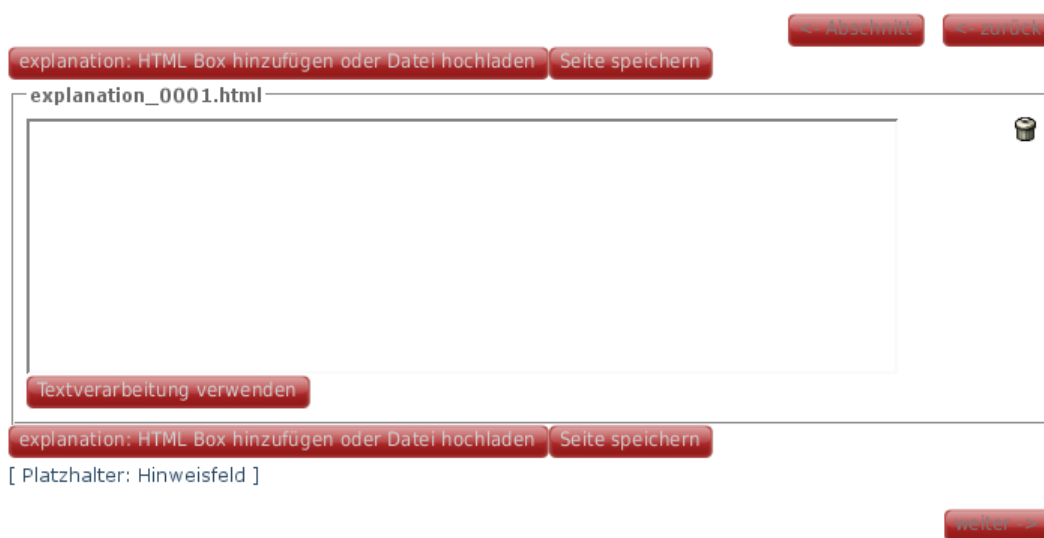 <- Abschnitt <- zurück
explanation: HTML Box hinzufügen oder Datei hochladen Seite speichern
explanation_0001.html
Textverarbeitung verwenden
explanation: HTML Box hinzufügen oder Datei hochladen Seite speichern
[ Platzhalter: Hinweisfeld ]
weiter ->